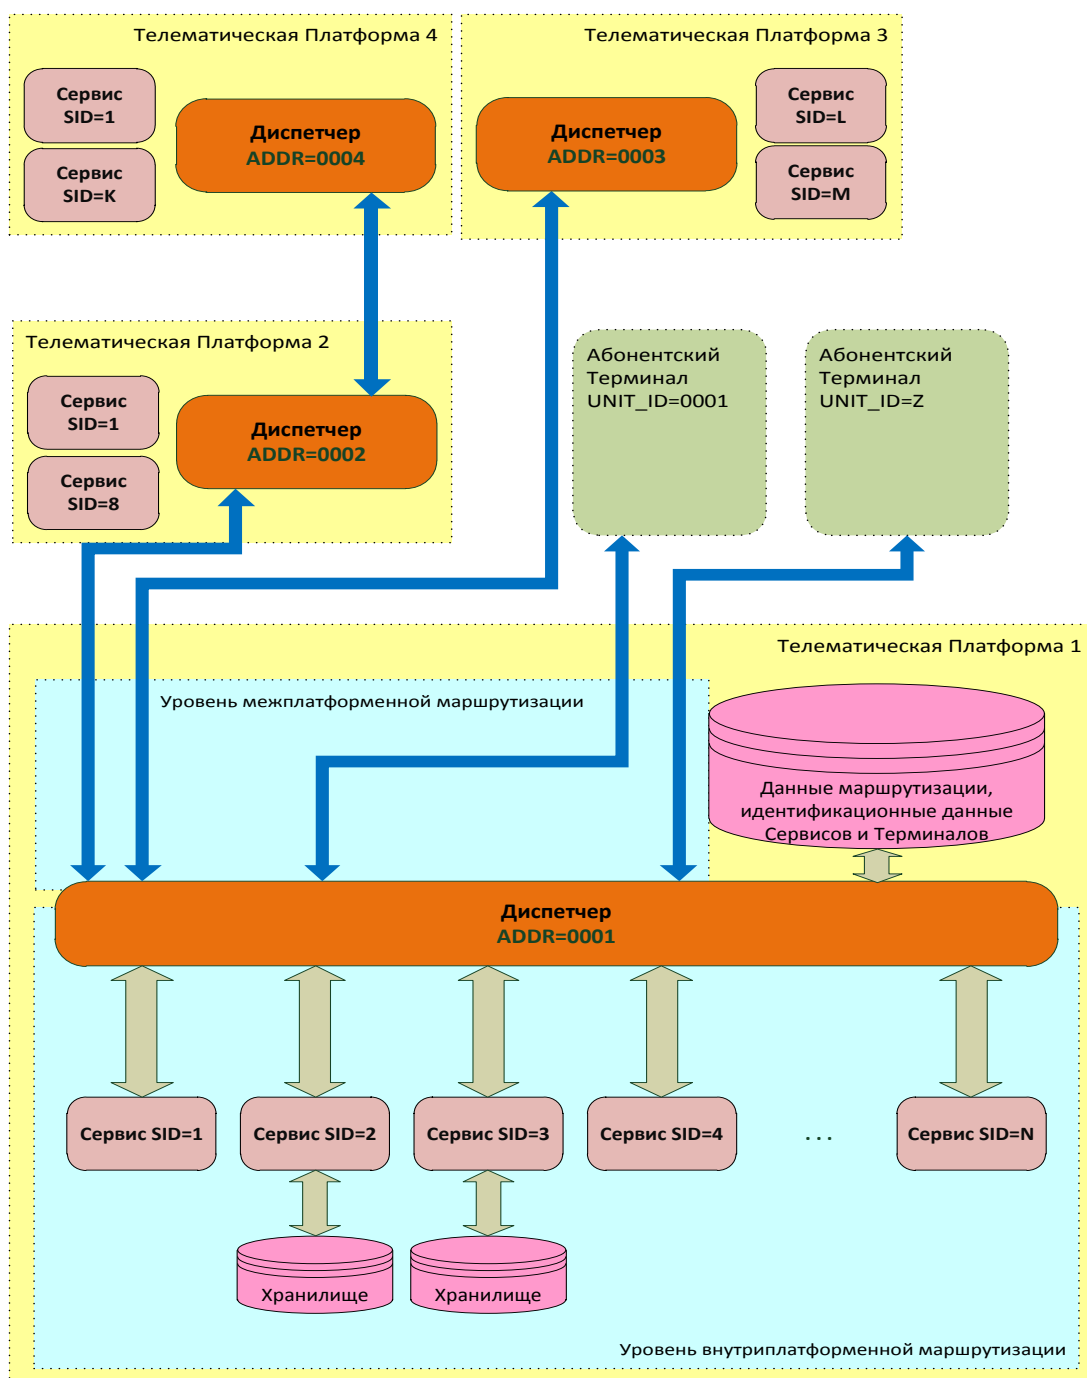 Телематическая Платформа 4
Сервис
SID=1
Сервис
SID=K
Диспетчер
ADDR=0004
Телематическая Платформа 3
Диспетчер
ADDR=0003
Сервис
SID=L
Сервис
SID=M
Телематическая Платформа 2
Сервис
SID=1
Сервис
SID=8
Диспетчер
ADDR=0002
Абонентский
Терминал
UNIT_ID=0001
Абонентский
Терминал
UNIT_ID=Z
Телематическая Платформа 1
Уровень межплатформенной маршрутизации
Данные маршрутизации,
идентификационные данные
Сервисов и Терминалов
Диспетчер
ADDR=0001
Сервис SID=1
Сервис SID=2
Сервис SID=3
Сервис SID=4
. . .
Сервис SID=N
Хранилище
Хранилище
Уровень внутриплатформенной маршрутизации